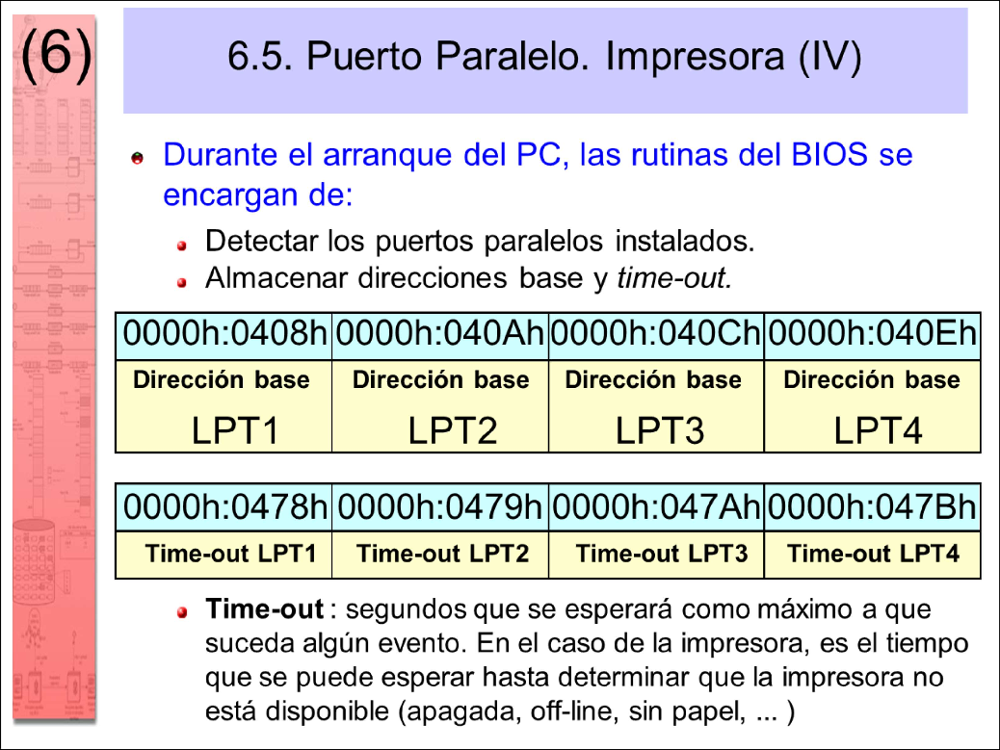 (6)
6.5. Puerto Paralelo. Impresora (IV)
Durante el arranque del PC, las rutinas del BIOS se
encargan de:
Detectar los puertos paralelos instalados.
Almacenar direcciones base y time-out.
0000h:0408h 0000h:040Ah 0000h:040Ch 0000h:040Eh
Dirección base Dirección base Dirección base Dirección base
LPT1 LPT2 LPT3 LPT4
0000h:0478h 0000h:0479h 0000h:047Ah 0000h:047Bh
Time-out LPT1 Time-out LPT2 Time-out LPT3 Time-out LPT4
Time-out : segundos que se esperará como máximo a que
suceda algún evento. En el caso de la impresora, es el tiempo
que se puede esperar hasta determinar que la impresora no
está disponible (apagada, off-line, sin papel, ... )